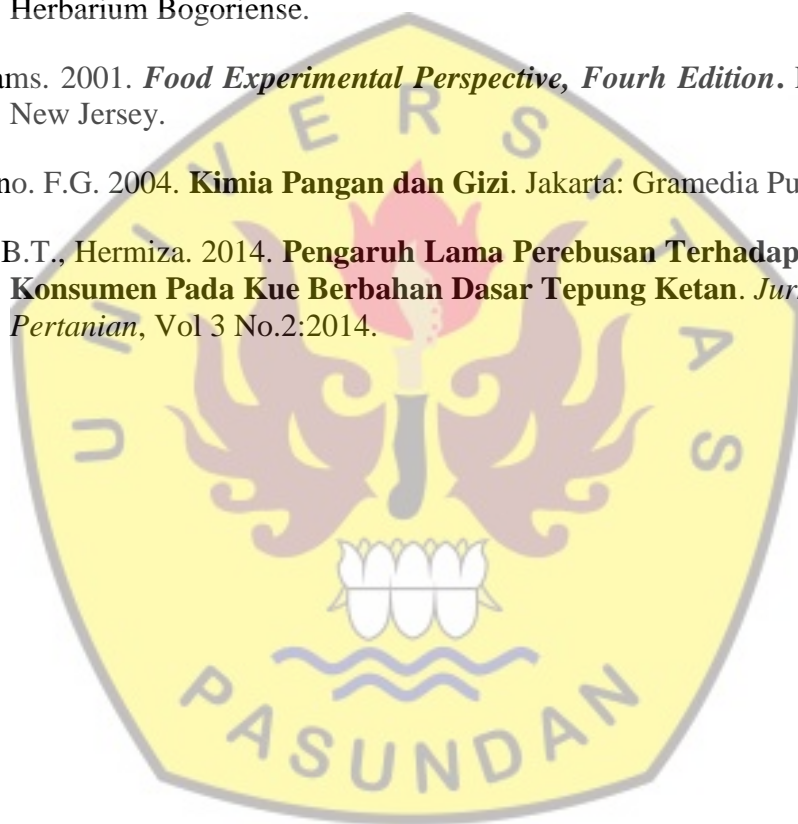 Herbarium Bogoriense.
ms. 2001. Food Experimental Perspective, Fourh Edition.
New Jersey.
no. F.G. 2004. Kimia Pangan dan Gizi. Jakarta: Gramedia Pu
B.T., Hermiza. 2014. Pengaruh Lama Perebusan Terhadap
Konsumen Pada Kue Berbahan Dasar Tepung Ketan. Jur
Pertanian, Vol 3 No.2:2014.
UNIVERSITAS
PASUNDAN